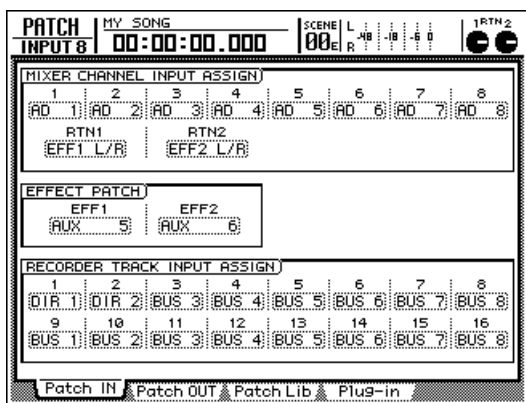 PATCH MY SONG SCENE L -48 -18 -6 0 1 RTN 2
INPUT 8 00:00:00.000 00E R
MIXER CHANNEL INPUT ASSIGN
1 2 3 4 5 6 7 8
AD 1 AD 2 AD 3 AD 4 AD 5 AD 6 AD 7 AD 8
RTN1 RTN2
EFF1 L/R EFF2 L/R
EFFECT PATCH
EFF1 EFF2
AUX 5 AUX 6
RECORDER TRACK INPUT ASSIGN
1 2 3 4 5 6 7 8
DIR 1 DIR 2 BUS 3 BUS 4 BUS 5 BUS 6 BUS 7 BUS 8
9 10 11 12 13 14 15 16
BUS 1 BUS 2 BUS 3 BUS 4 BUS 5 BUS 6 BUS 7 BUS 8
Patch IN Patch OUT Patch Lib Plug-in